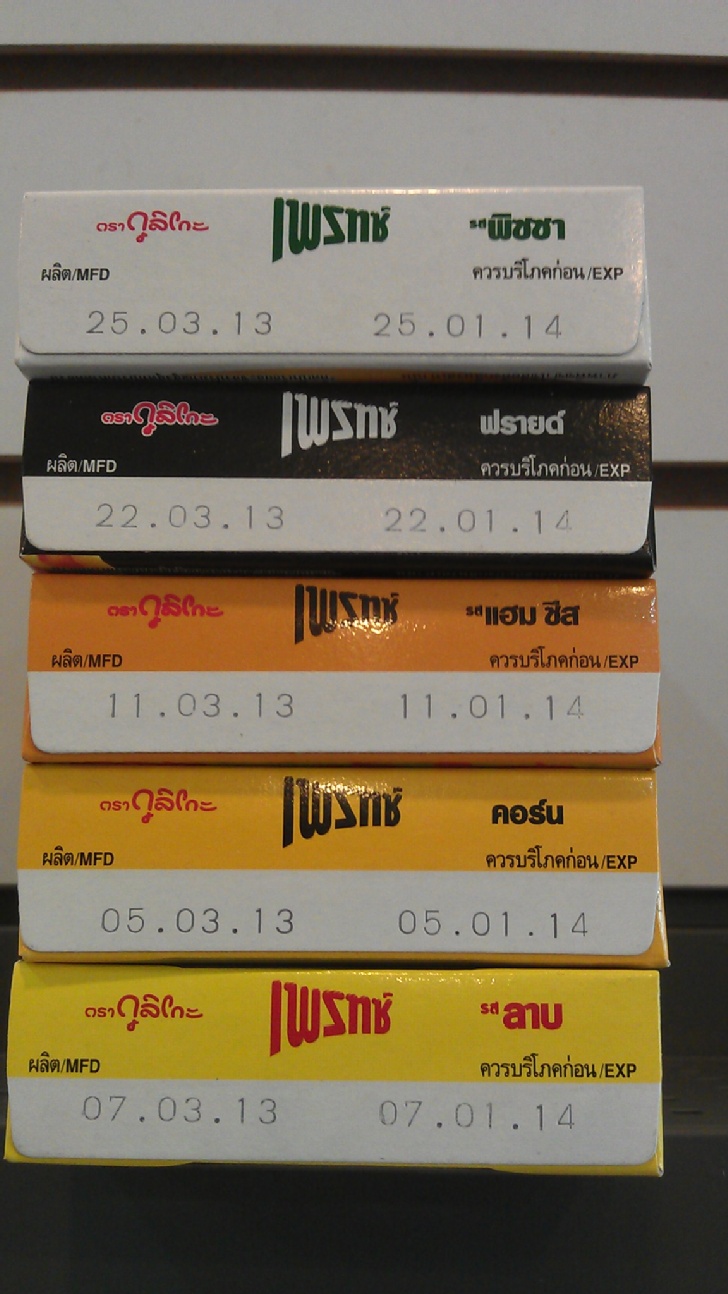 ตรากูลิโกะ เพรทซ์ รสพิซซ่า
ผลิต/MFD ควรบริโภคก่อน/EXP
25.03.13 25.01.14
ตรากูลิโกะ เพรทซ์ ฟรายด์
ผลิต/MFD ควรบริโภคก่อน/EXP
22.03.13 22.01.14
ตรากูลิโกะ เพรทซ์ รสแฮม ชีส
ผลิต/MFD ควรบริโภคก่อน/EXP
11.03.13 11.01.14
ตรากูลิโกะ เพรทซ์ คอร์น
ผลิต/MFD ควรบริโภคก่อน/EXP
05.03.13 05.01.14
ตรากูลิโกะ เพรทซ์ รสลาบ
ผลิต/MFD ควรบริโภคก่อน/EXP
07.03.13 07.01.14